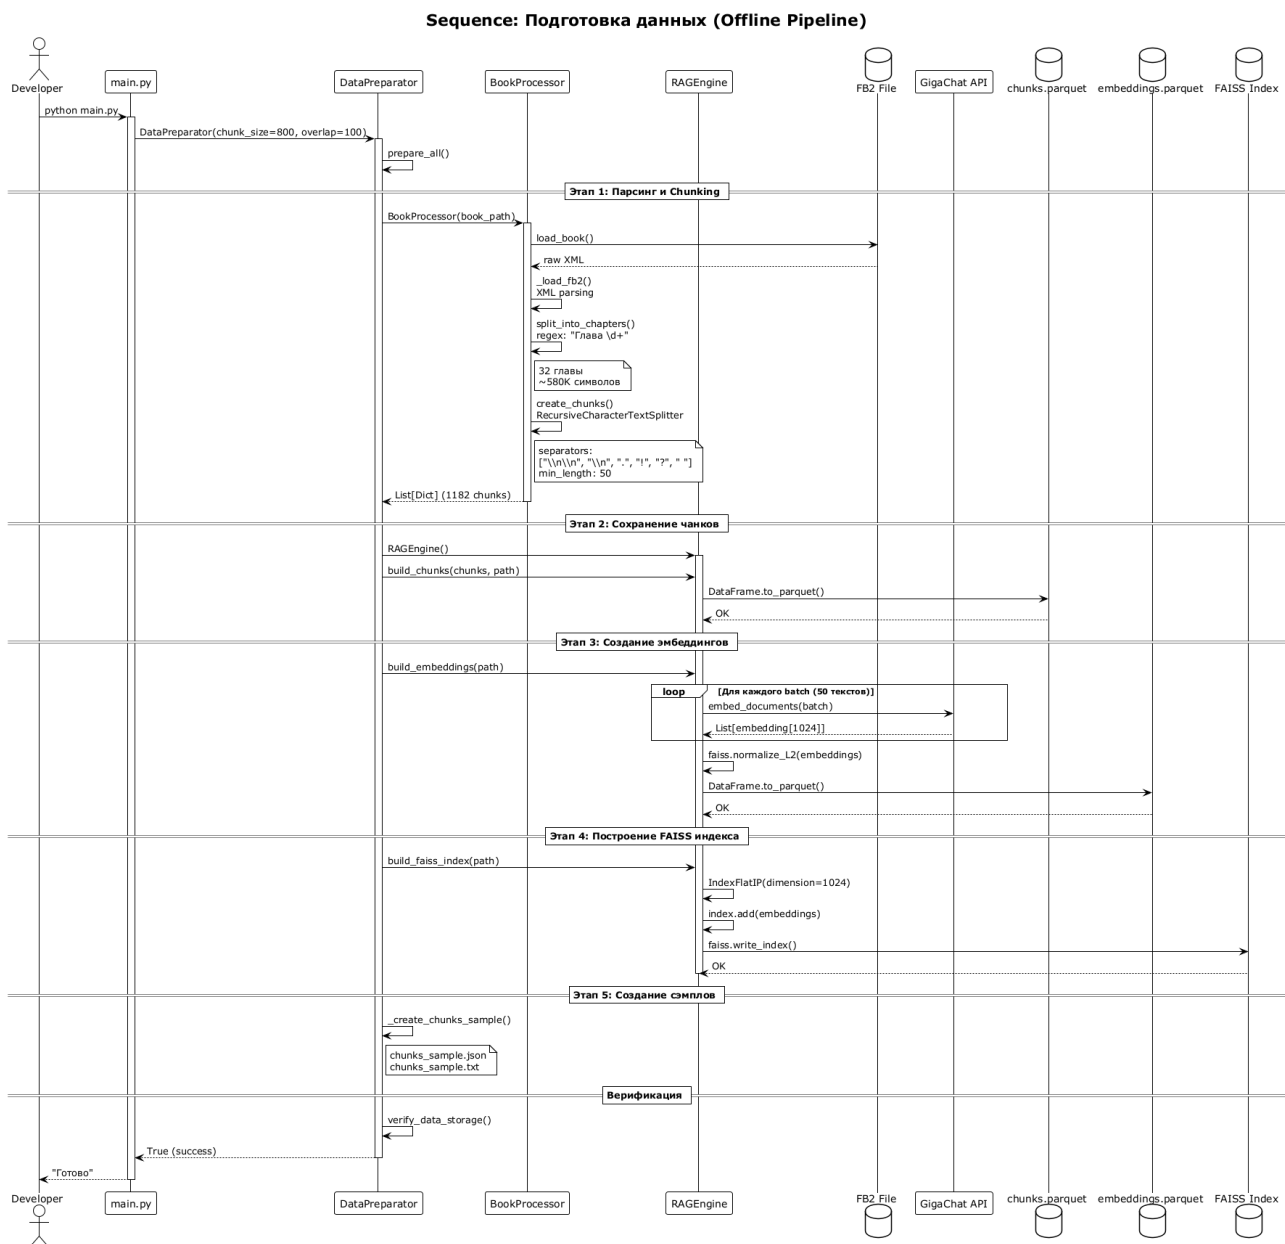 Sequence: Подготовка данных (Offline Pipeline)
Developer
main.py
DataPreparator
BookProcessor
RAGEngine
FB2 File
GigaChat API
chunks.parquet
embeddings.parquet
FAISS Index
python main.py
DataPreparator(chunk_size=800, overlap=100)
prepare_all()
Этап 1: Парсинг и Chunking
BookProcessor(book_path)
load_book()
raw XML
_load_fb2()
XML parsing
split_into_chapters()
regex: "Глава \d+"
32 главы
~580K символов
create_chunks()
RecursiveCharacterTextSplitter
separators:
["\\n\\n", "\\n", ".", "!", "?", " "]
min_length: 50
List[Dict] (1182 chunks)
Этап 2: Сохранение чанков
RAGEngine()
build_chunks(chunks, path)
DataFrame.to_parquet()
OK
Этап 3: Создание эмбеддингов
build_embeddings(path)
loop [Для каждого batch (50 текстов)]
embed_documents(batch)
List[embedding[1024]]
faiss.normalize_L2(embeddings)
DataFrame.to_parquet()
OK
Этап 4: Построение FAISS индекса
build_faiss_index(path)
IndexFlatIP(dimension=1024)
index.add(embeddings)
faiss.write_index()
OK
Этап 5: Создание сэмплов
_create_chunks_sample()
chunks_sample.json
chunks_sample.txt
Верификация
verify_data_storage()
True (success)
"Готово"
Developer
main.py
DataPreparator
BookProcessor
RAGEngine
FB2 File
GigaChat API
chunks.parquet
embeddings.parquet
FAISS Index